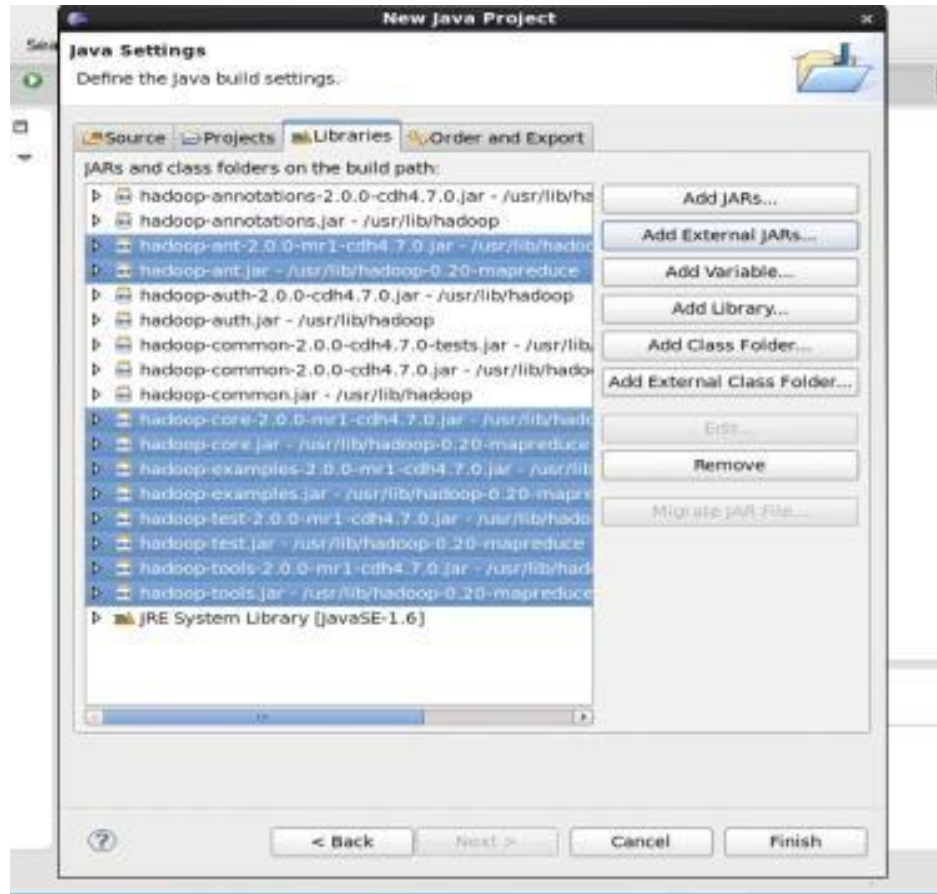 New Java Project
Sea
Java Settings
Define the Java build settings.
Source Projects Libraries Order and Export
JARs and class folders on the build path:
hadoop-annotations-2.0.0-cdh4.7.0.jar - /usr/lib/ha
hadoop-annotations.jar - /usr/lib/hadoop
hadoop-ant-2.0.0-mr1-cdh4.7.0.jar - /usr/lib/hadoo
hadoop-ant.jar - /usr/lib/hadoop-0.20-mapreduce
hadoop-auth-2.0.0-cdh4.7.0.jar - /usr/lib/hadoop
hadoop-auth.jar - /usr/lib/hadoop
hadoop-common-2.0.0-cdh4.7.0-tests.jar - /usr/lib/
hadoop-common-2.0.0-cdh4.7.0.jar - /usr/lib/hadoo
hadoop-common.jar - /usr/lib/hadoop
hadoop-core-2.0.0-mr1-cdh4.7.0.jar - /usr/lib/hado
hadoop-core.jar - /usr/lib/hadoop-0.20-mapreduce
hadoop-examples-2.0.0-mr1-cdh4.7.0.jar - /usr/lib
hadoop-examples.jar - /usr/lib/hadoop-0.20-mapre
hadoop-test-2.0.0-mr1-cdh4.7.0.jar - /usr/lib/hado
hadoop-test.jar - /usr/lib/hadoop-0.20-mapreduce
hadoop-tools-2.0.0-mr1-cdh4.7.0.jar - /usr/lib/had
hadoop-tools.jar - /usr/lib/hadoop-0.20-mapreduce
JRE System Library [JavaSE-1.6]
Add JARs...
Add External JARs...
Add Variable...
Add Library...
Add Class Folder...
Add External Class Folder...
Edit...
Remove
Migrate JAR File...
< Back
Next >
Cancel
Finish